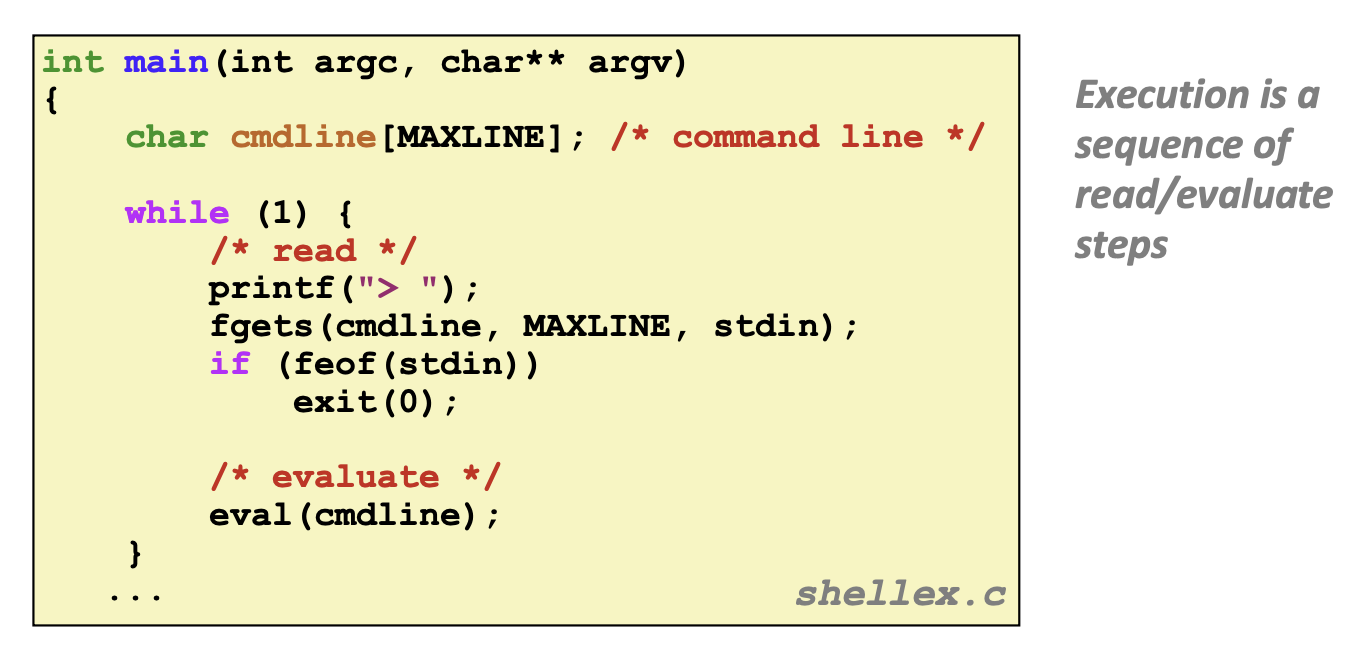 int main(int argc, char** argv)
{
    char cmdline[MAXLINE]; /* command line */

    while (1) {
        /* read */
        printf("> ");
        fgets(cmdline, MAXLINE, stdin);
        if (feof(stdin))
            exit(0);

        /* evaluate */
        eval(cmdline);
    }
   ...
shellex.c
Execution is a
sequence of
read/evaluate
steps